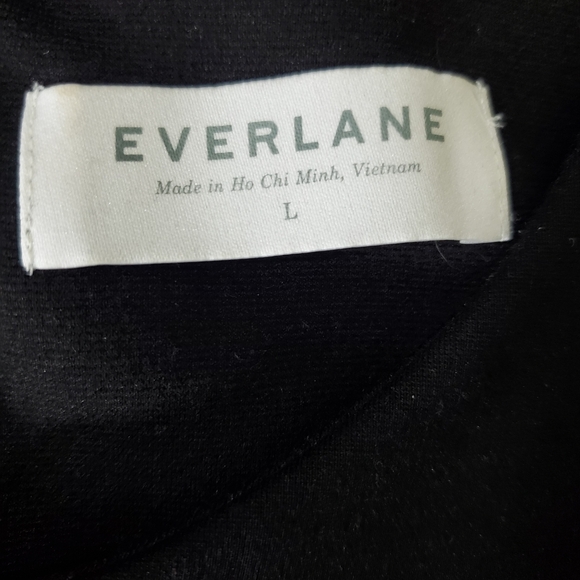 EVERLANE
Made in Ho Chi Minh, Vietnam
L